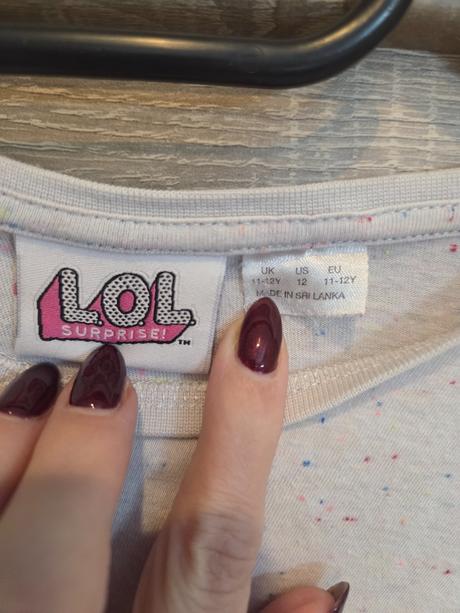 L.O.L.
SURPRISE!™
UK US EU
11-12Y 12 11-12Y
MADE IN SRI LANKA